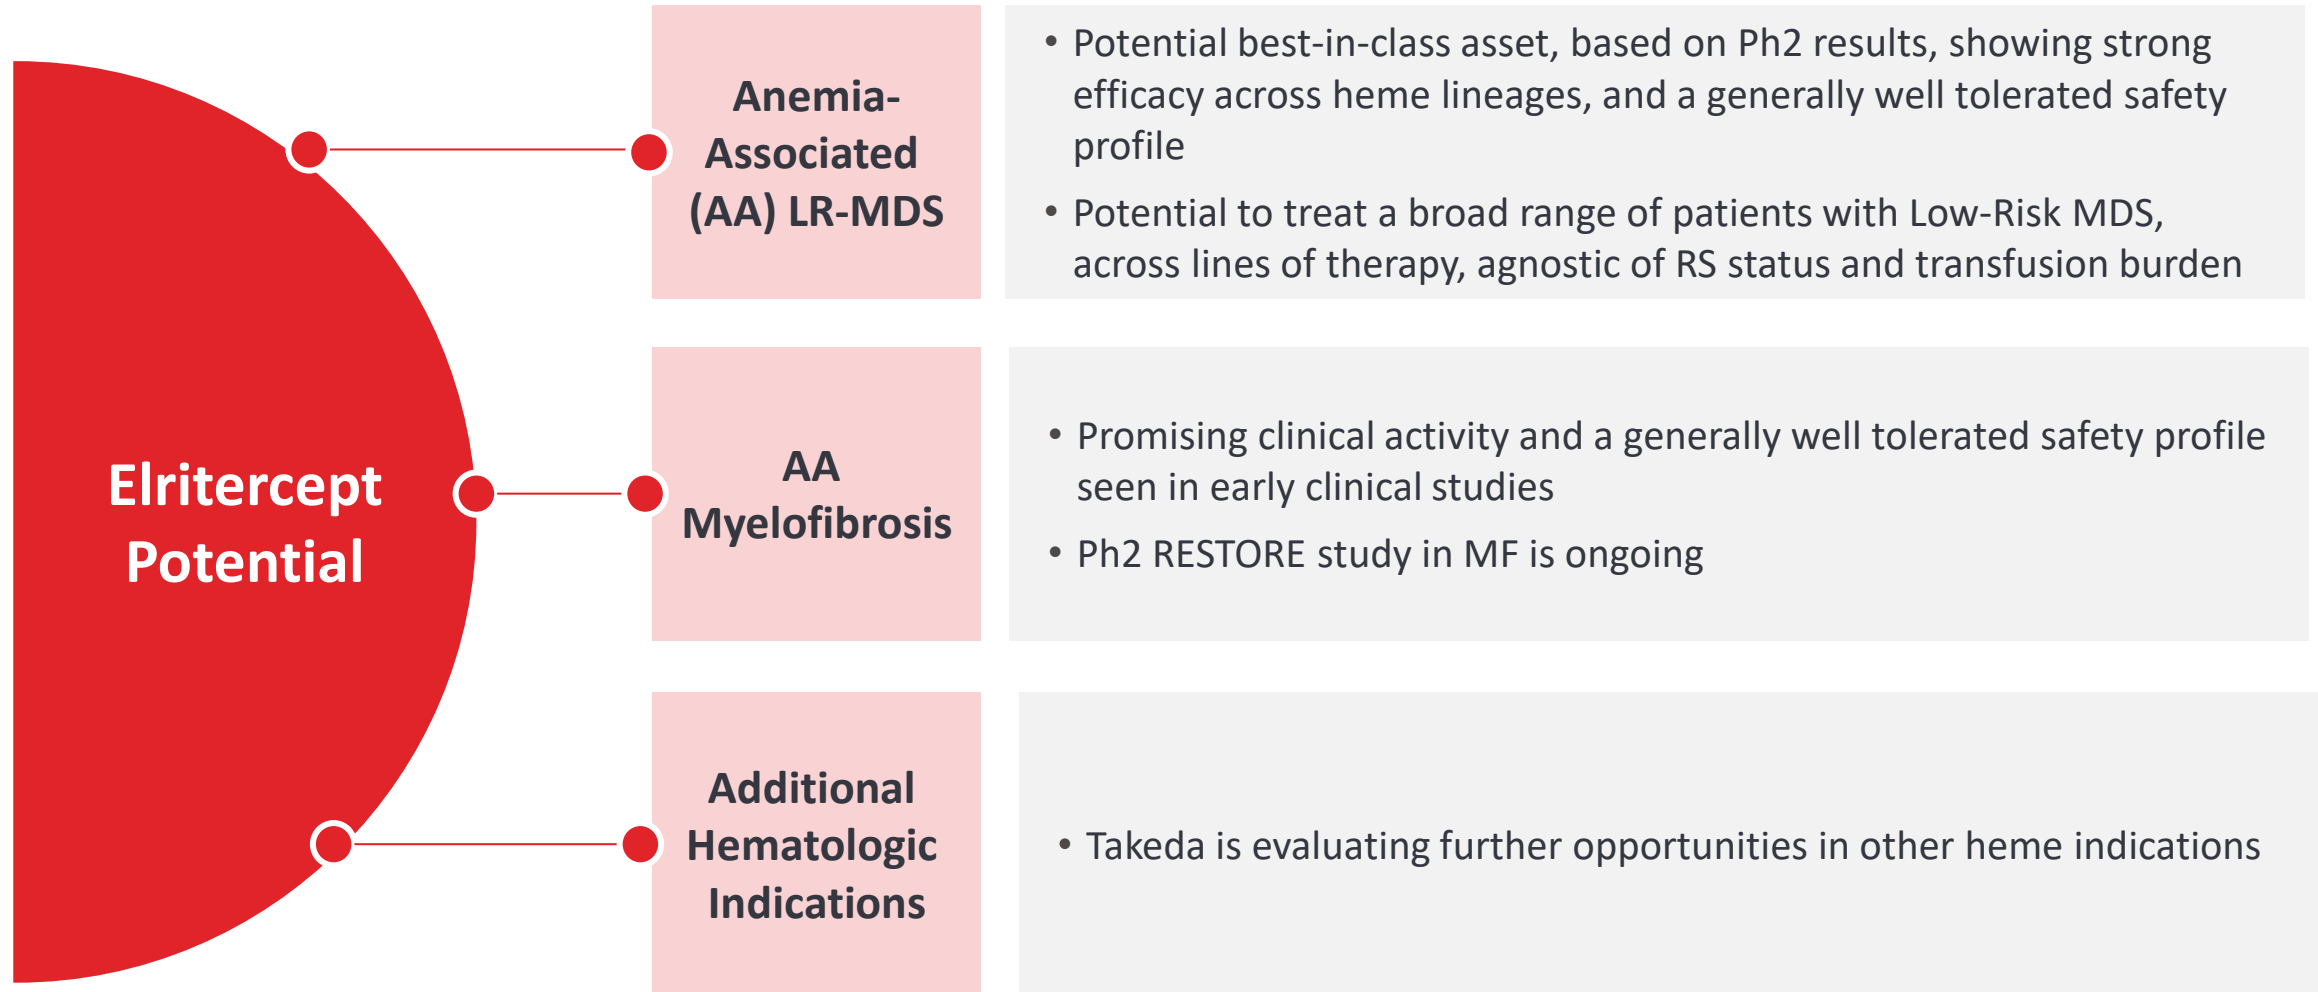 Elritercept
Potential
Anemia-
Associated
(AA) LR-MDS
• Potential best-in-class asset, based on Ph2 results, showing strong
efficacy across heme lineages, and a generally well tolerated safety
profile
• Potential to treat a broad range of patients with Low-Risk MDS,
across lines of therapy, agnostic of RS status and transfusion burden
AA
Myelofibrosis
• Promising clinical activity and a generally well tolerated safety profile
seen in early clinical studies
• Ph2 RESTORE study in MF is ongoing
Additional
Hematologic
Indications
• Takeda is evaluating further opportunities in other heme indications